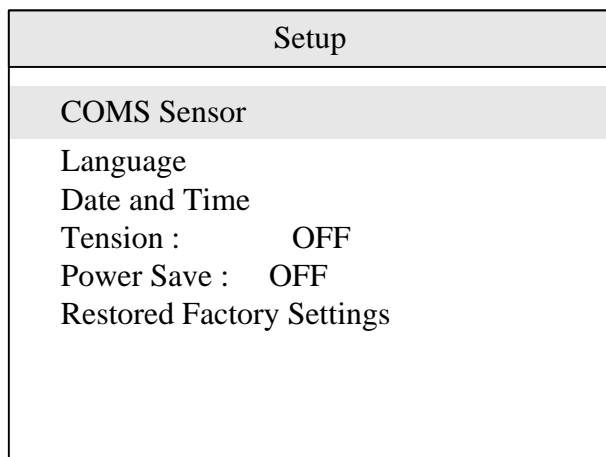 Setup
COMS Sensor
Language
Date and Time
Tension : OFF
Power Save : OFF
Restored Factory Settings